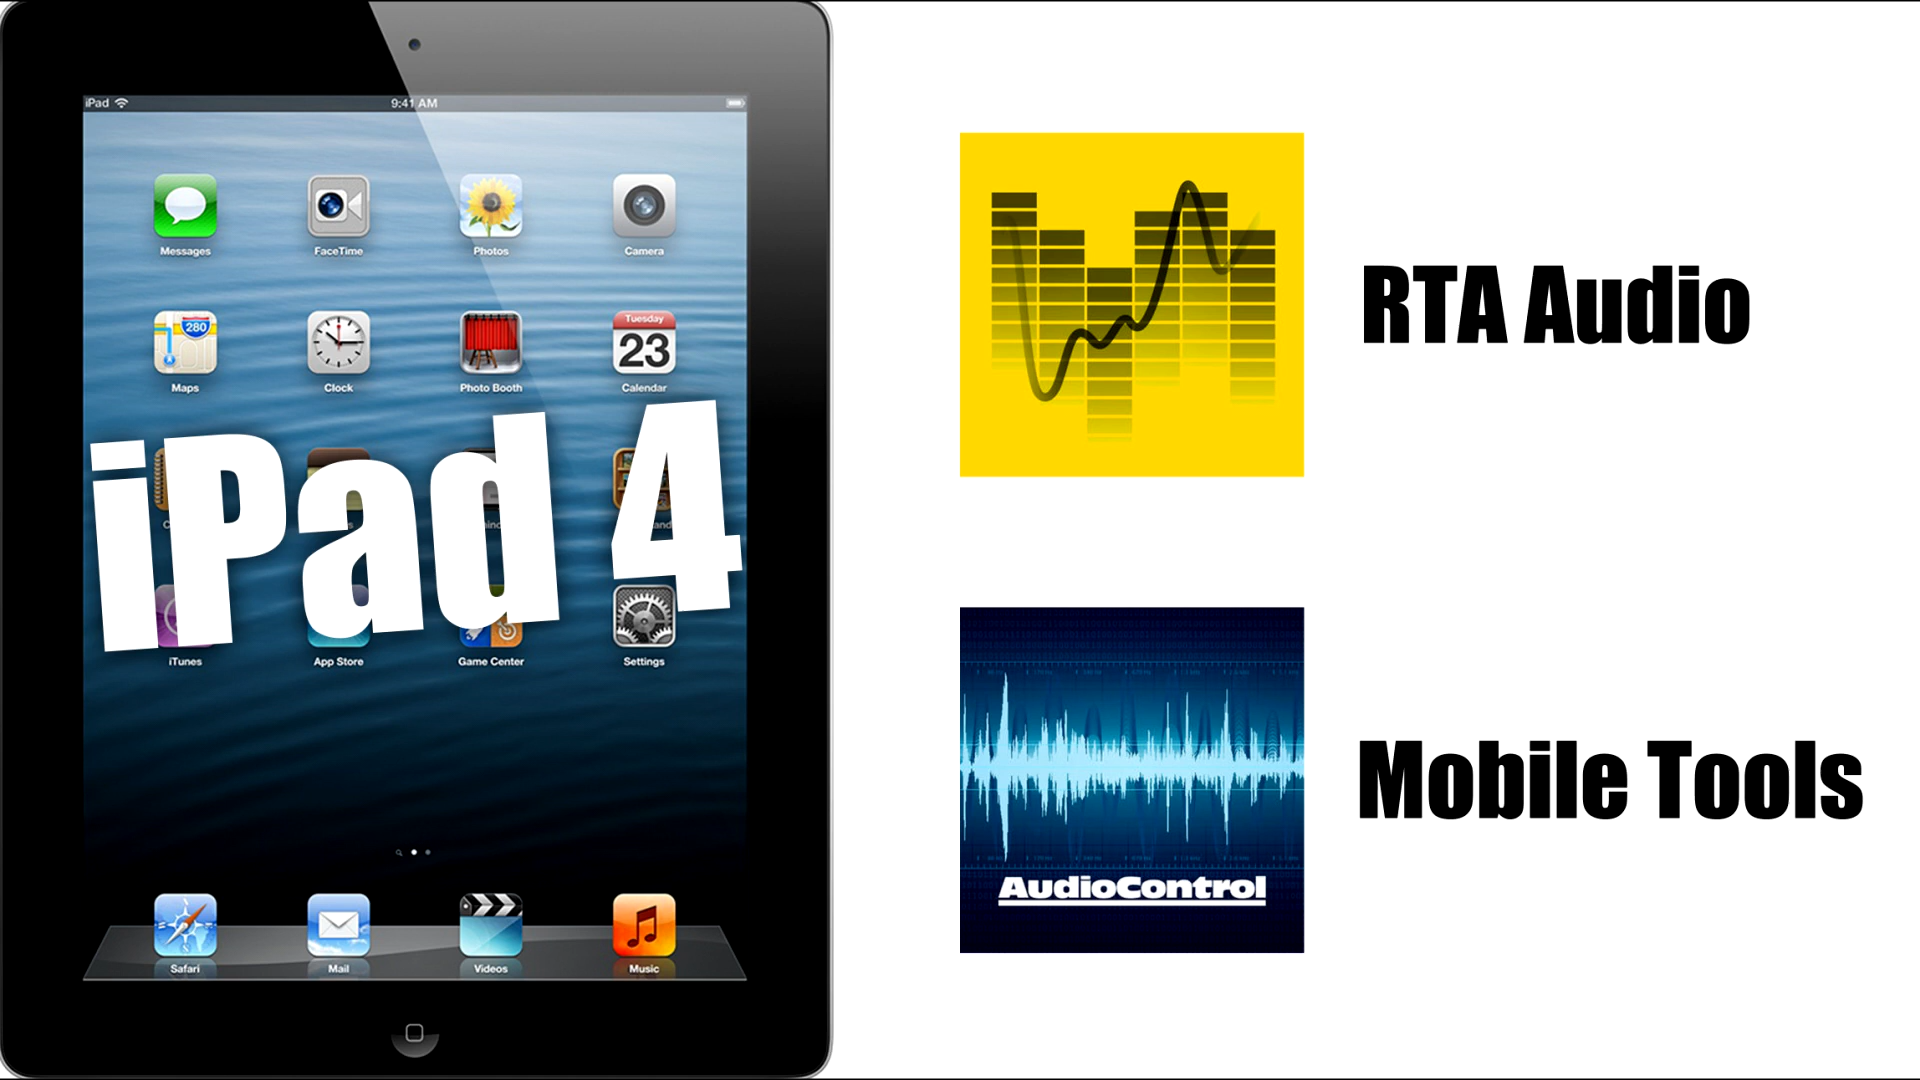 iPad 9:41 AM
Messages FaceTime Photos Camera
280 Tuesday 23
Maps Clock Photo Booth Calendar
iPad 4
iTunes App Store Game Center Settings
Safari Mail Videos Music
RTA Audio
AudioControl
Mobile Tools